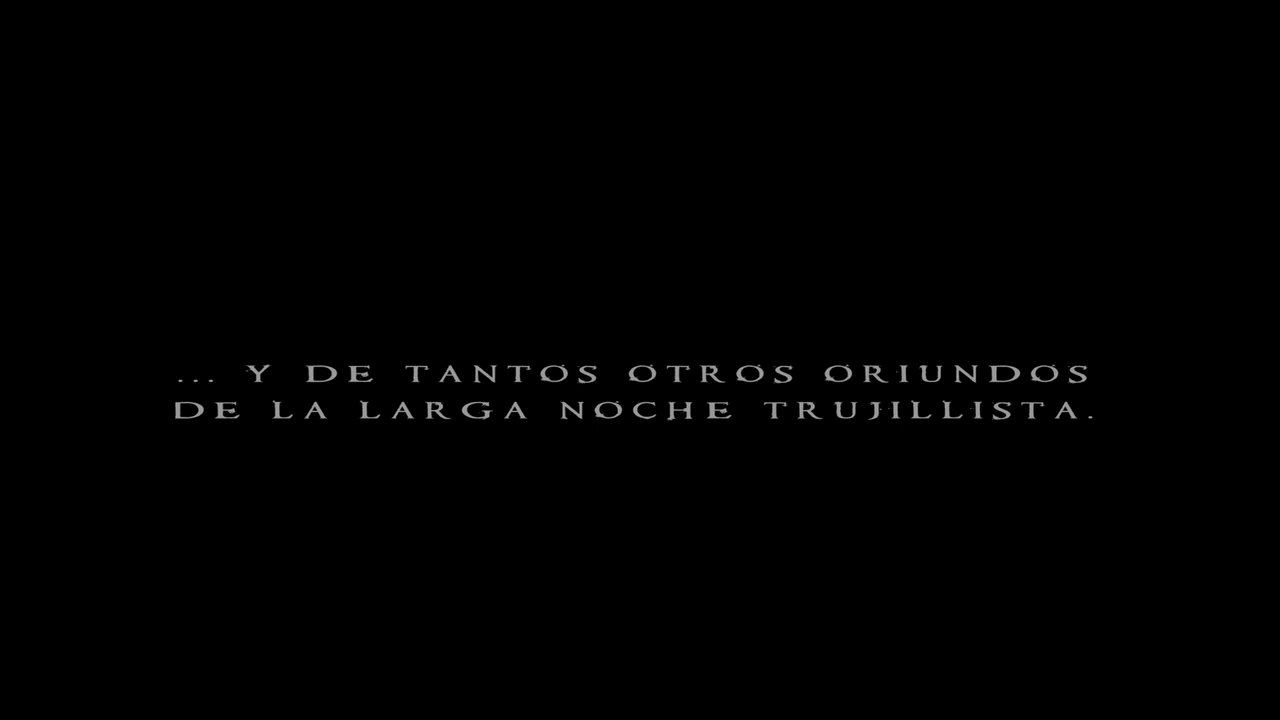 ... Y DE TANTOS OTROS ORIUNDOS
DE LA LARGA NOCHE TRUJILLISTA.